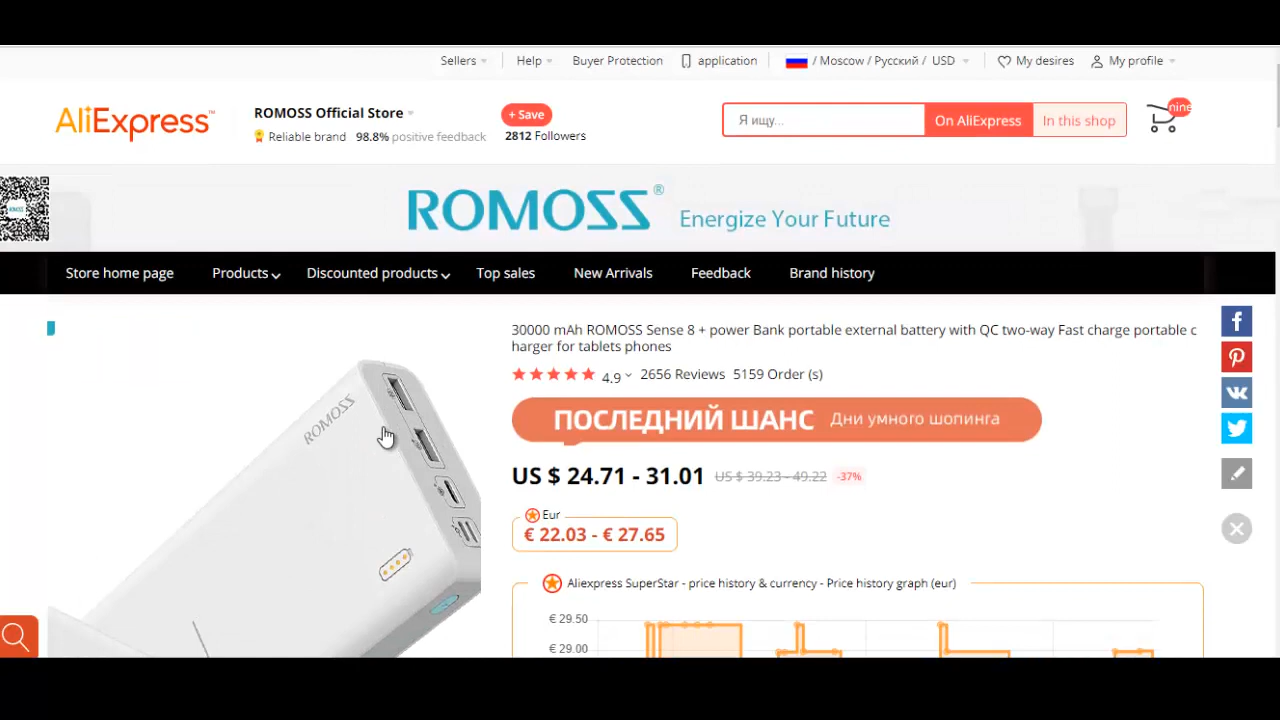 Sellers Help Buyer Protection application / Moscow / Русский / USD My desires My profile
AliExpress™
ROMOSS Official Store
Reliable brand 98.8% positive feedback
+ Save
2812 Followers
Я ищу... On AliExpress In this shop
nine
ROMOSS® Energize Your Future
Store home page Products Discounted products Top sales New Arrivals Feedback Brand history
30000 mAh ROMOSS Sense 8 + power Bank portable external battery with QC two-way Fast charge portable c
harger for tablets phones
4.9 2656 Reviews 5159 Order (s)
ПОСЛЕДНИЙ ШАНС Дни умного шопинга
US $ 24.71 - 31.01 US $ 39.23 - 49.22 -37%
Eur
€ 22.03 - € 27.65
Aliexpress SuperStar - price history & currency - Price history graph (eur)
€ 29.50
€ 29.00
ROMOSS